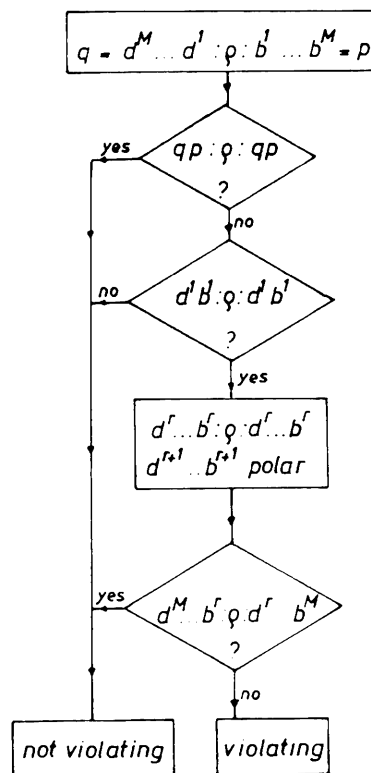 q = d^M ... d^1 : ϱ : b^1 ... b^M = p
qp : ϱ : qp
?
yes
no
d^1 b^1 : ϱ : d^1 b^1
?
no
yes
d^r ... b^r : ϱ : d^r ... b^r
d^{r+1} ... b^{r+1} polar
d^M ... b^r : ϱ : d^r b^M
?
yes
no
not violating
violating